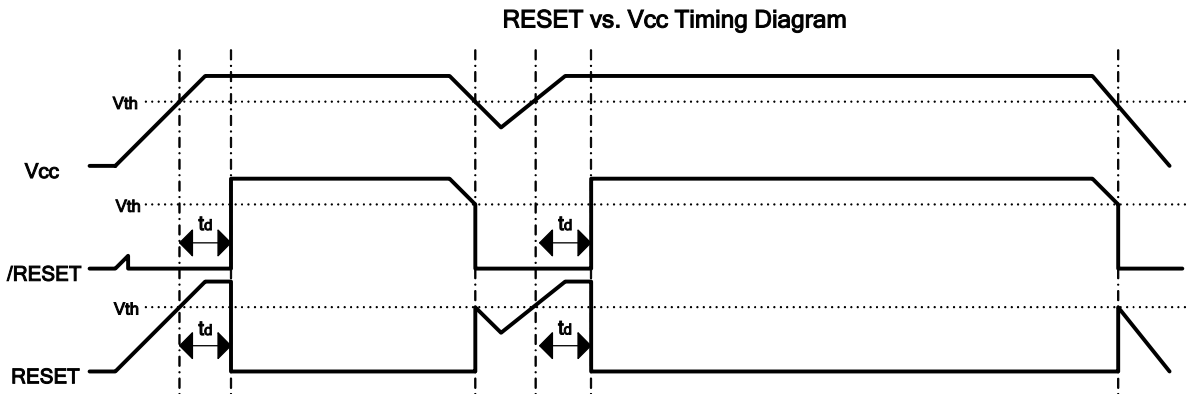 RESET vs. Vcc Timing Diagram
Vth
Vcc
Vth
td
td
/RESET
Vth
td
td
RESET